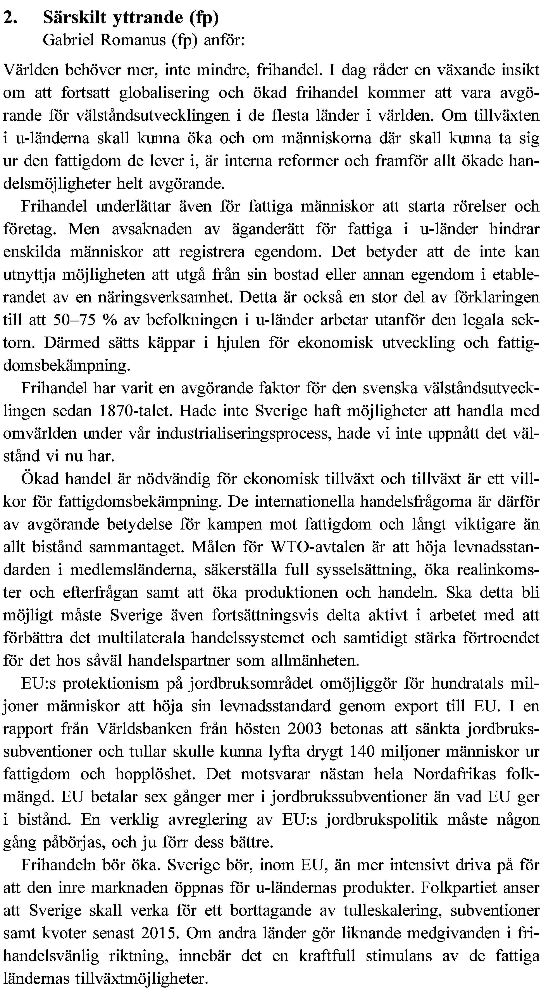 2. Särskilt yttrande (fp)
Gabriel Romanus (fp) anför:
Världen behöver mer, inte mindre, frihandel. I dag råder en växande insikt
om att fortsatt globalisering och ökad frihandel kommer att vara avgö-
rande för välståndsutvecklingen i de flesta länder i världen. Om tillväxten
i u-länderna skall kunna öka och om människorna där skall kunna ta sig
ur den fattigdom de lever i, är interna reformer och framför allt ökade han-
delsmöjligheter helt avgörande.
Frihandel underlättar även för fattiga människor att starta rörelser och
företag. Men avsaknaden av äganderätt för fattiga i u-länder hindrar
enskilda människor att registrera egendom. Det betyder att de inte kan
utnyttja möjligheten att utgå från sin bostad eller annan egendom i etable-
randet av en näringsverksamhet. Detta är också en stor del av förklaringen
till att 50–75 % av befolkningen i u-länder arbetar utanför den legala sek-
torn. Därmed sätts käppar i hjulen för ekonomisk utveckling och fattig-
domsbekämpning.
Frihandel har varit en avgörande faktor för den svenska välståndsutveck-
lingen sedan 1870-talet. Hade inte Sverige haft möjligheter att handla med
omvärlden under vår industrialiseringsprocess, hade vi inte uppnått det väl-
stånd vi nu har.
Ökad handel är nödvändig för ekonomisk tillväxt och tillväxt är ett vill-
kor för fattigdomsbekämpning. De internationella handelsfrågorna är därför
av avgörande betydelse för kampen mot fattigdom och långt viktigare än
allt bistånd sammantaget. Målen för WTO-avtalen är att höja levnadsstan-
darden i medlemsländerna, säkerställa full sysselsättning, öka realinkoms-
ter och efterfrågan samt att öka produktionen och handeln. Ska detta bli
möjligt måste Sverige även fortsättningsvis delta aktivt i arbetet med att
förbättra det multilaterala handelssystemet och samtidigt stärka förtroendet
för det hos såväl handelspartner som allmänheten.
EU:s protektionism på jordbruksområdet omöjliggör för hundratals mil-
joner människor att höja sin levnadsstandard genom export till EU. I en
rapport från Världsbanken från hösten 2003 betonas att sänkta jordbruks-
subventioner och tullar skulle kunna lyfta drygt 140 miljoner människor ur
fattigdom och hopplöshet. Det motsvarar nästan hela Nordafrikas folk-
mängd. EU betalar sex gånger mer i jordbrukssubventioner än vad EU ger
i bistånd. En verklig avreglering av EU:s jordbrukspolitik måste någon
gång påbörjas, och ju förr dess bättre.
Frihandeln bör öka. Sverige bör, inom EU, än mer intensivt driva på för
att den inre marknaden öppnas för u-ländernas produkter. Folkpartiet anser
att Sverige skall verka för ett borttagande av tulleskalering, subventioner
samt kvoter senast 2015. Om andra länder gör liknande medgivanden i fri-
handelsvänlig riktning, innebär det en kraftfull stimulans av de fattiga
ländernas tillväxtmöjligheter.